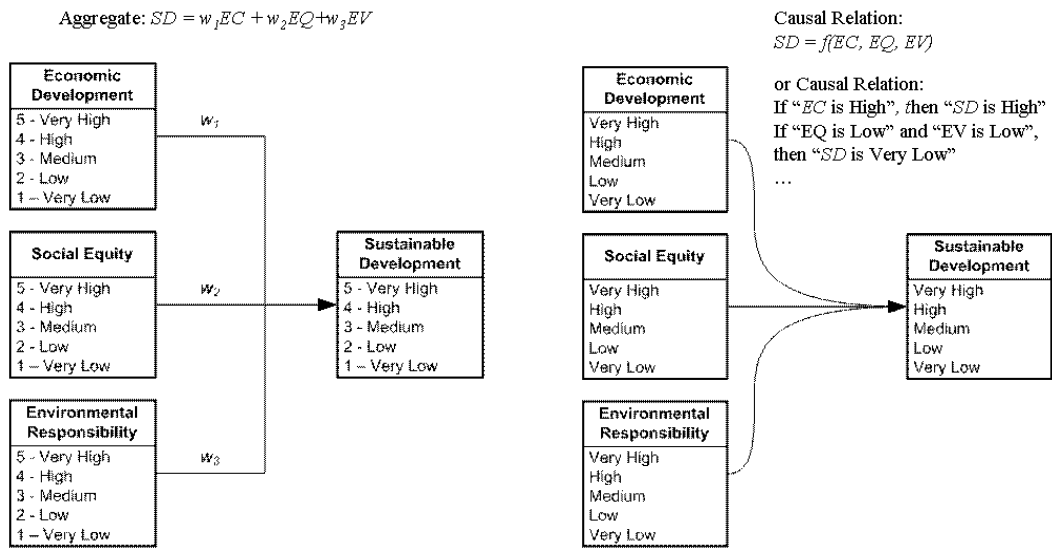 Aggregate: SD = w1EC + w2EQ+w3EV
Economic
Development
5 - Very High
4 - High
3 - Medium
2 - Low
1 – Very Low
w1
Social Equity
5 - Very High
4 - High
3 - Medium
2 - Low
1 – Very Low
w2
Environmental
Responsibility
5 - Very High
4 - High
3 - Medium
2 - Low
1 – Very Low
w3
Sustainable
Development
5 - Very High
4 - High
3 - Medium
2 - Low
1 – Very Low
Causal Relation:
SD = f(EC, EQ, EV)
or Causal Relation:
If “EC is High”, then “SD is High”
If “EQ is Low” and “EV is Low”,
then “SD is Very Low”
…
Economic
Development
Very High
High
Medium
Low
Very Low
Social Equity
Very High
High
Medium
Low
Very Low
Environmental
Responsibility
Very High
High
Medium
Low
Very Low
Sustainable
Development
Very High
High
Medium
Low
Very Low